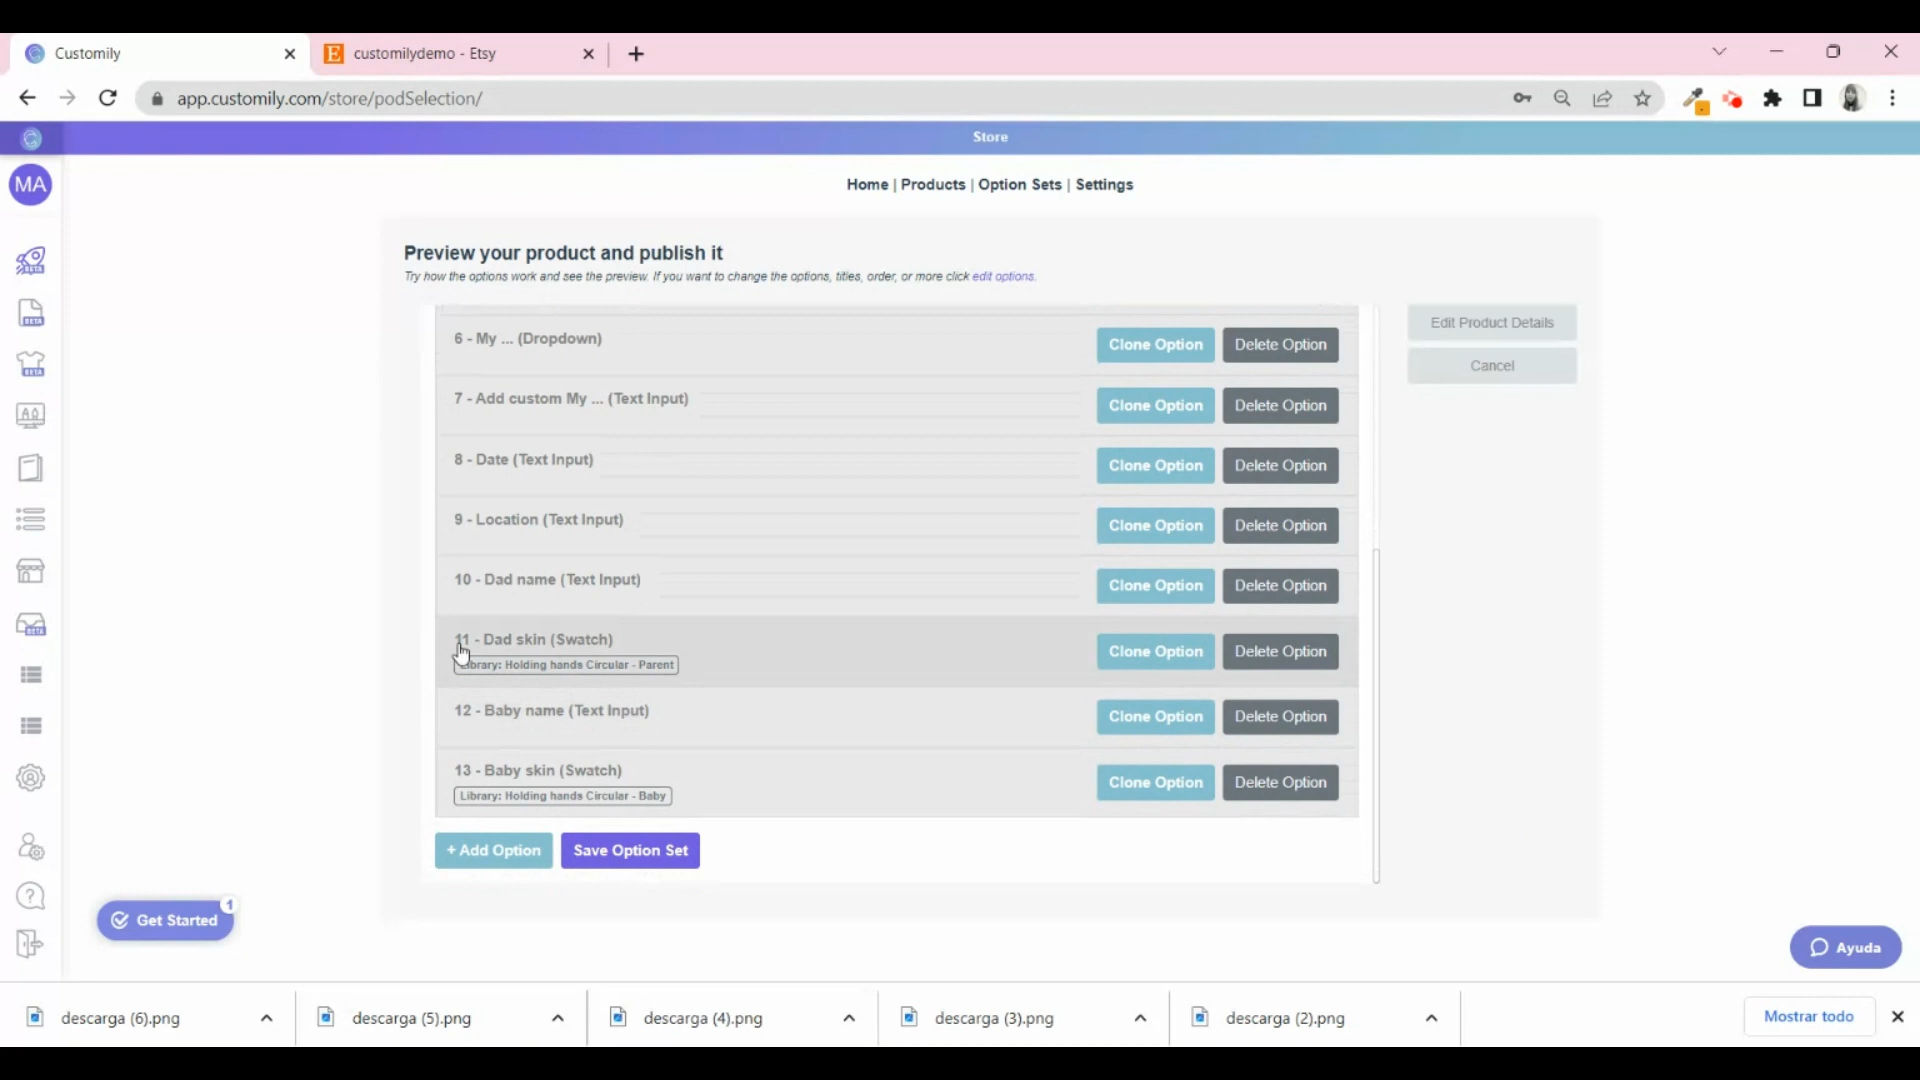 Customily
customilydemo - Etsy
app.customily.com/store/podSelection/
Store
MA
Home | Products | Option Sets | Settings
BETA
Preview your product and publish it
Try how the options work and see the preview. If you want to change the options, titles, order, or more click edit options.
BETA
Edit Product Details
6 - My ... (Dropdown)
Clone Option
Delete Option
BETA
Cancel
7 - Add custom My ... (Text Input)
Clone Option
Delete Option
8 - Date (Text Input)
Clone Option
Delete Option
9 - Location (Text Input)
Clone Option
Delete Option
10 - Dad name (Text Input)
Clone Option
Delete Option
BETA
11 - Dad skin (Swatch)
Library: Holding hands Circular - Parent
Clone Option
Delete Option
12 - Baby name (Text Input)
Clone Option
Delete Option
13 - Baby skin (Swatch)
Library: Holding hands Circular - Baby
Clone Option
Delete Option
+ Add Option
Save Option Set
Get Started
1
Ayuda
descarga (6).png
descarga (5).png
descarga (4).png
descarga (3).png
descarga (2).png
Mostrar todo